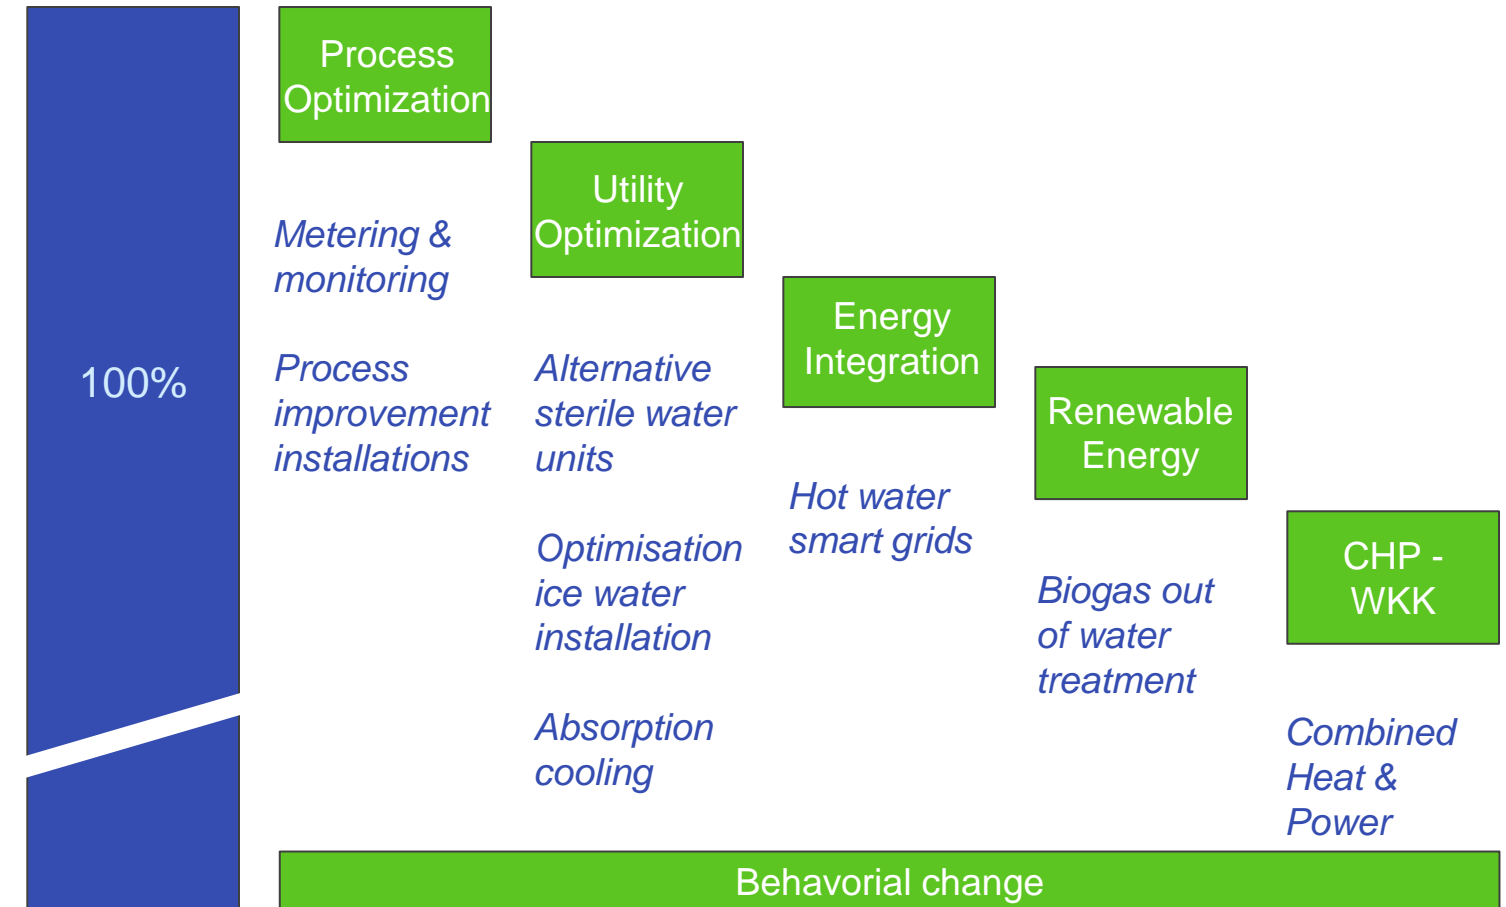 100%
Process
Optimization
Metering &
monitoring
Process
improvement
installations
Utility
Optimization
Alternative
sterile water
units
Optimisation
ice water
installation
Absorption
cooling
Energy
Integration
Hot water
smart grids
Renewable
Energy
Biogas out
of water
treatment
CHP -
WKK
Combined
Heat &
Power
Behavorial change